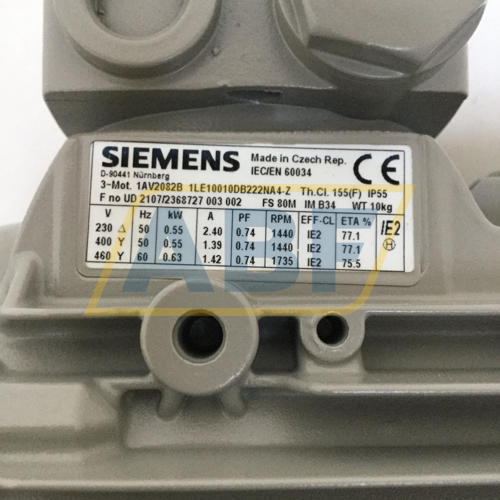 SIEMENS Made in Czech Rep. CE
D-90441 Nürnberg IEC/EN 60034
3-Mot. 1AV2082B 1LE10010DB222NA4-Z Th.Cl. 155(F) IP55
F no UD 2107/2368727 003 002 FS 80M IM B34 WT 10kg
V Hz kW A PF RPM EFF-CL ETA % IE2
230 Δ 50 0.55 2.40 0.74 1440 IE2 77.1
400 Y 50 0.55 1.39 0.74 1440 IE2 77.1
460 Y 60 0.63 1.42 0.74 1735 IE2 75.5
ABF